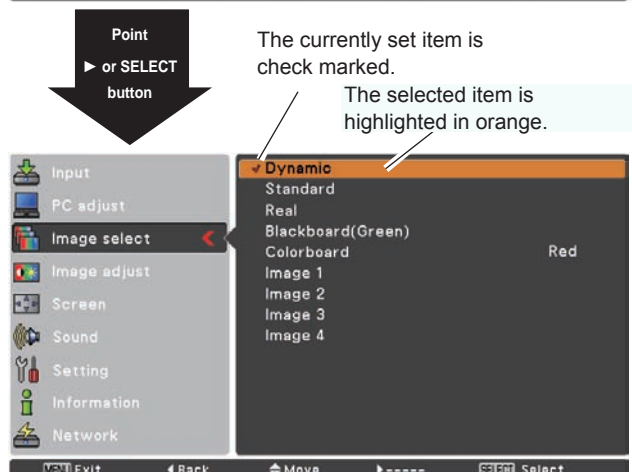 Point
► or SELECT
button
The currently set item is
check marked.
The selected item is
highlighted in orange.
Input
PC adjust
Image select
Image adjust
Screen
Sound
Setting
Information
Network
Dynamic
Standard
Real
Blackboard(Green)
Colorboard Red
Image 1
Image 2
Image 3
Image 4
MENU Exit ◄Back Move ►----- SELECT Select